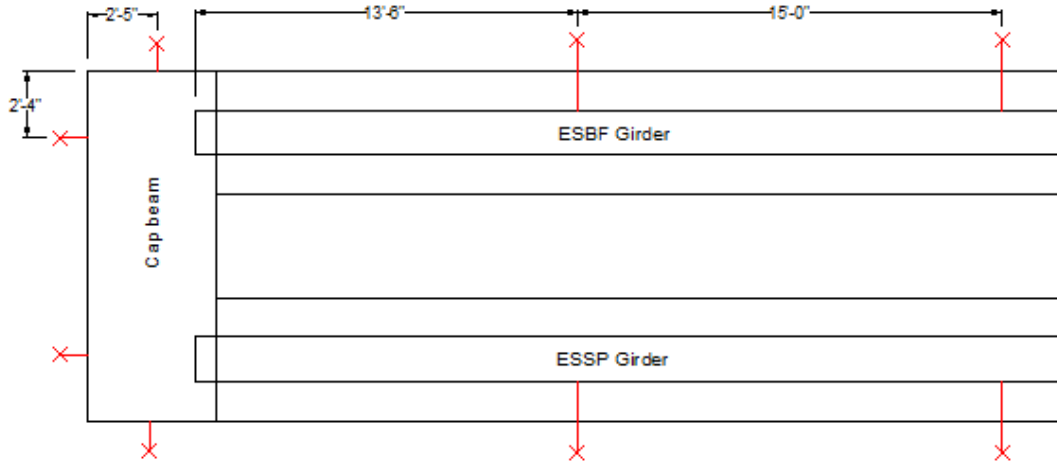 2'-5"
13'-6"
15'-0"
2'-4"
ESBF Girder
Cap beam
ESSP Girder